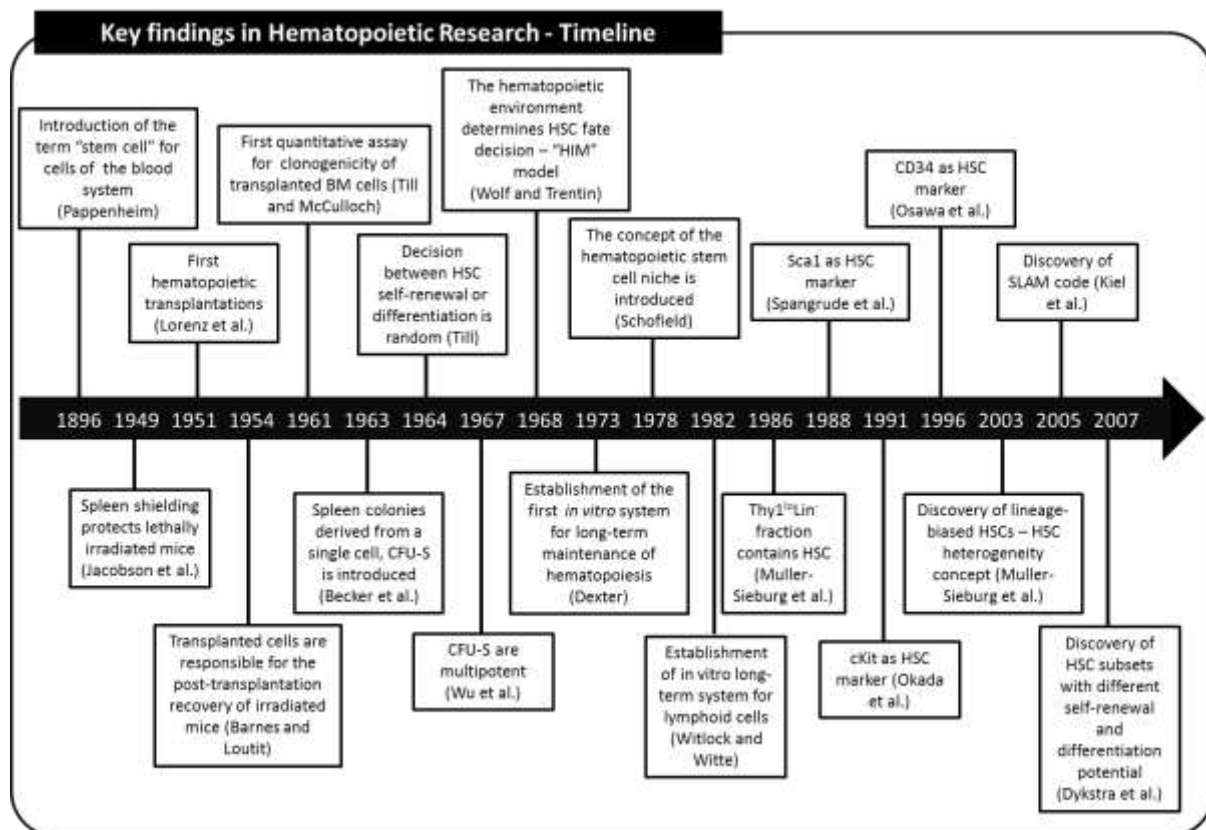 Key findings in Hematopoietic Research - Timeline
Introduction of the
term "stem cell" for
cells of the blood
system
(Pappenheim)
First
hematopoietic
transplantations
(Lorenz et al.)
First quantitative assay
for clonogenicity of
transplanted BM cells (Till
and McCulloch)
Decision
between HSC
self-renewal or
differentiation is
random (Till)
The hematopoietic
environment
determines HSC fate
decision – "HIM"
model
(Wolf and Trentin)
The concept of the
hematopoietic stem
cell niche is
introduced
(Schofield)
Sca1 as HSC
marker
(Spangrude et al.)
CD34 as HSC
marker
(Osawa et al.)
Discovery of
SLAM code (Kiel
et al.)
1896 1949 1951 1954 1961 1963 1964 1967 1968 1973 1978 1982 1986 1988 1991 1996 2003 2005 2007
Spleen shielding
protects lethally
irradiated mice
(Jacobson et al.)
Transplanted cells are
responsible for the
post-transplantation
recovery of irradiated
mice (Barnes and
Loutit)
Spleen colonies
derived from a
single cell, CFU-S
is introduced
(Becker et al.)
CFU-S are
multipotent
(Wu et al.)
Establishment of the
first in vitro system
for long-term
maintenance of
hematopoiesis
(Dexter)
Establishment
of in vitro long-
term system for
lymphoid cells
(Witlock and
Witte)
Thy1loLin-
fraction
contains HSC
(Muller-
Sieburg et al.)
cKit as HSC
marker (Okada
et al.)
Discovery of lineage-
biased HSCs – HSC
heterogeneity
concept (Muller-
Sieburg et al.)
Discovery of
HSC subsets
with different
self-renewal
and
differentiation
potential
(Dykstra et al.)